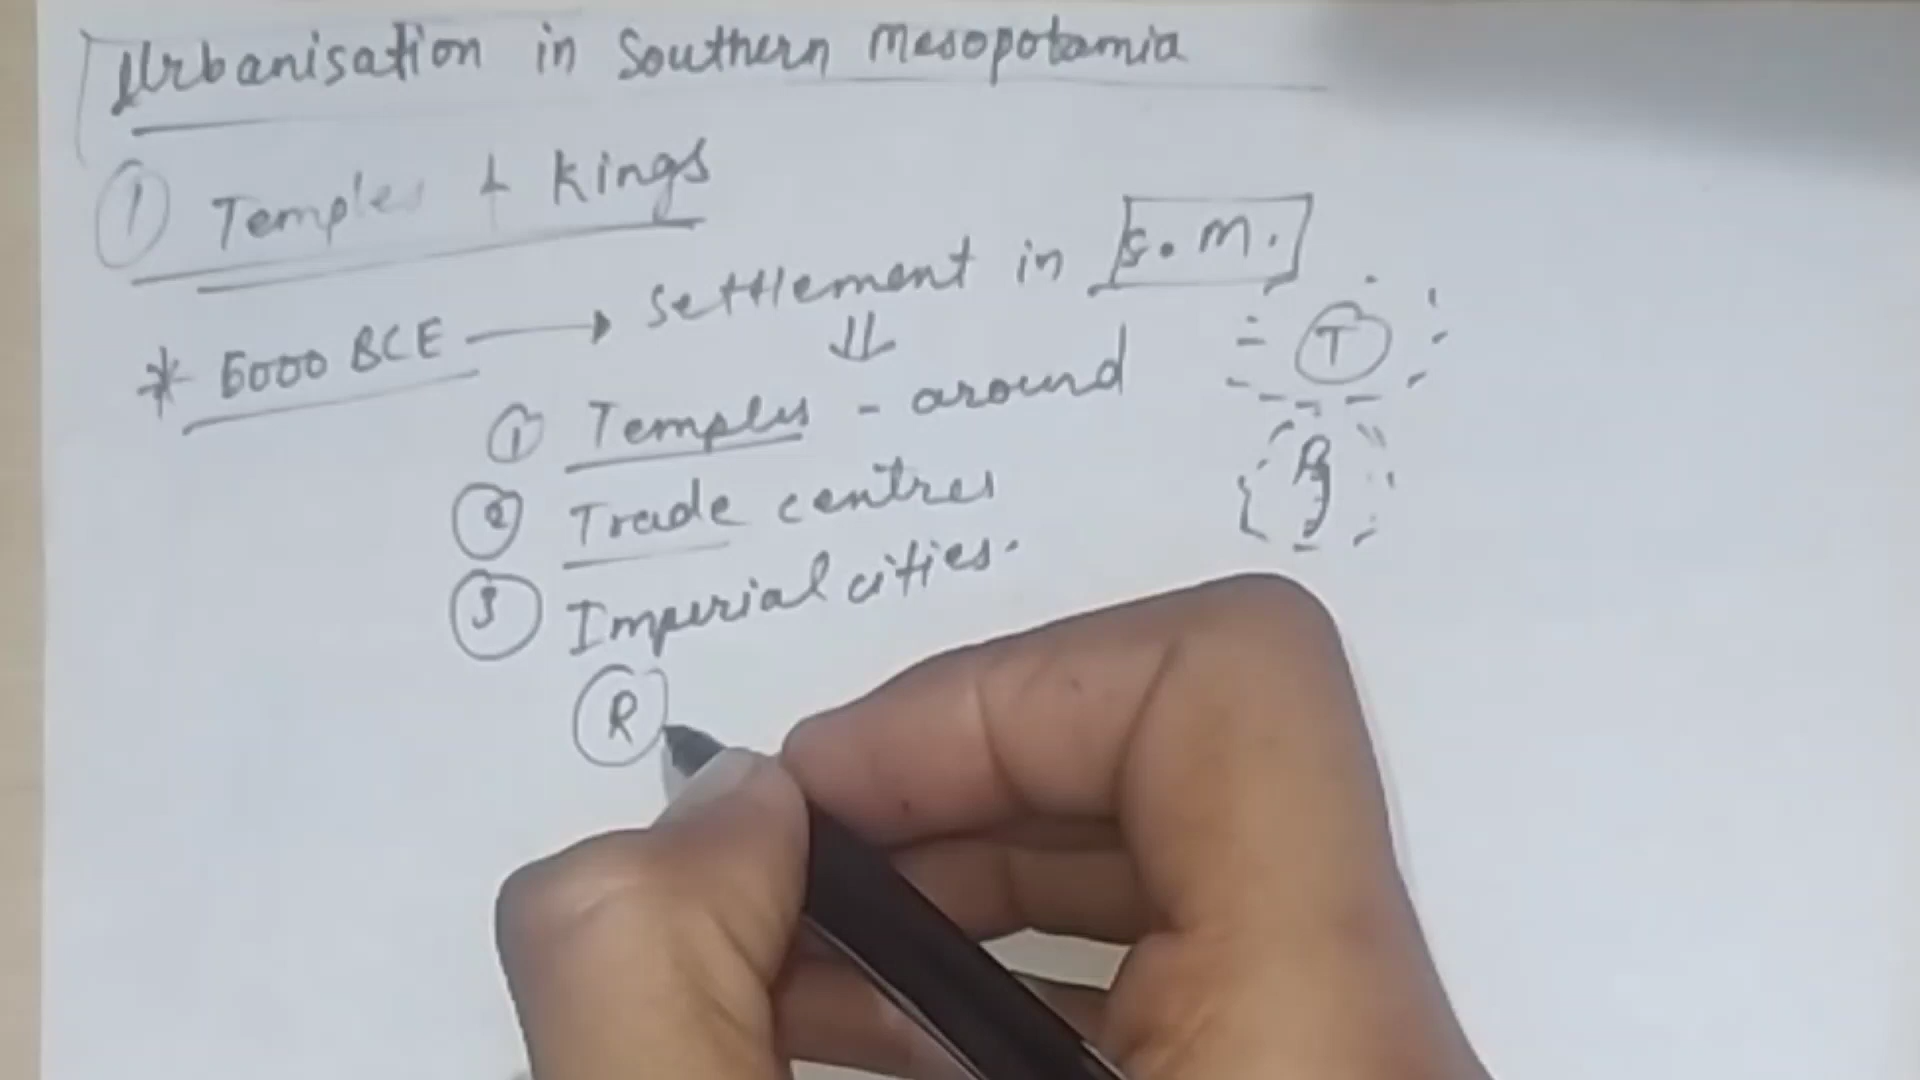 Urbanisation in Southern Mesopotamia
① Temples + Kings
* 5000 BCE → Settlement in S.M.
⇓
① Temples - around
② Trade centres
③ Imperial cities.
T
R